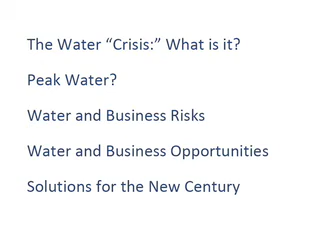 The Water “Crisis:” What is it?
Peak Water?
Water and Business Risks
Water and Business Opportunities
Solutions for the New Century